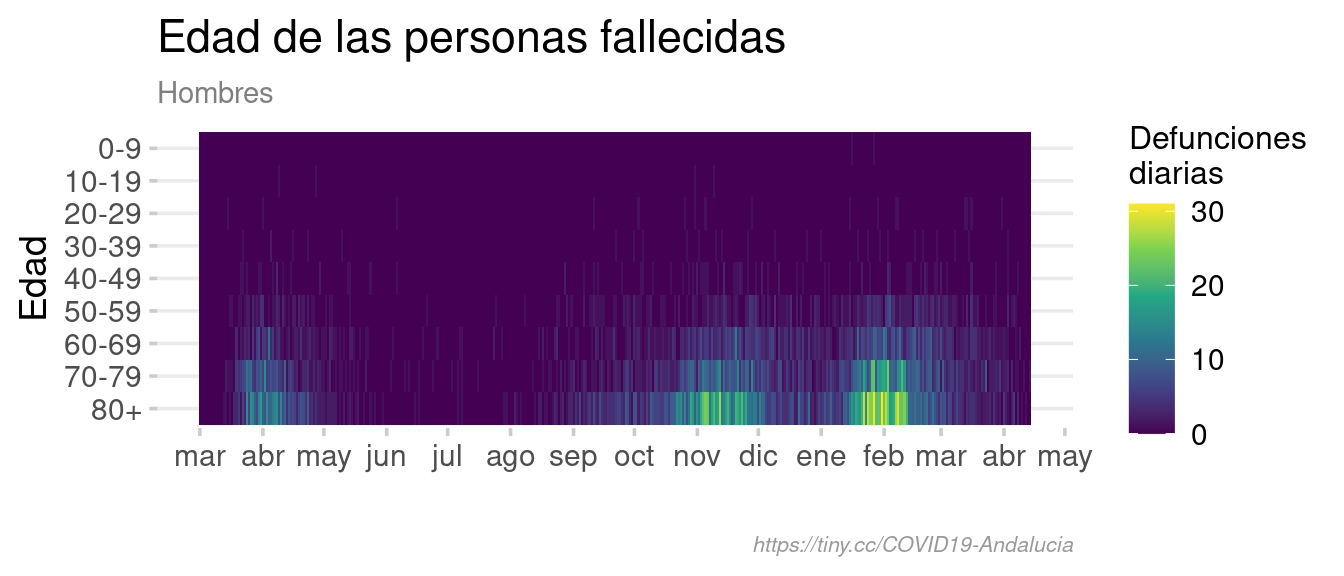 Edad de las personas fallecidas
Hombres
Defunciones
diarias
30
20
10
0
Edad
0-9
10-19
20-29
30-39
40-49
50-59
60-69
70-79
80+
mar abr may jun jul ago sep oct nov dic ene feb mar abr may
https://tiny.cc/COVID19-Andalucia